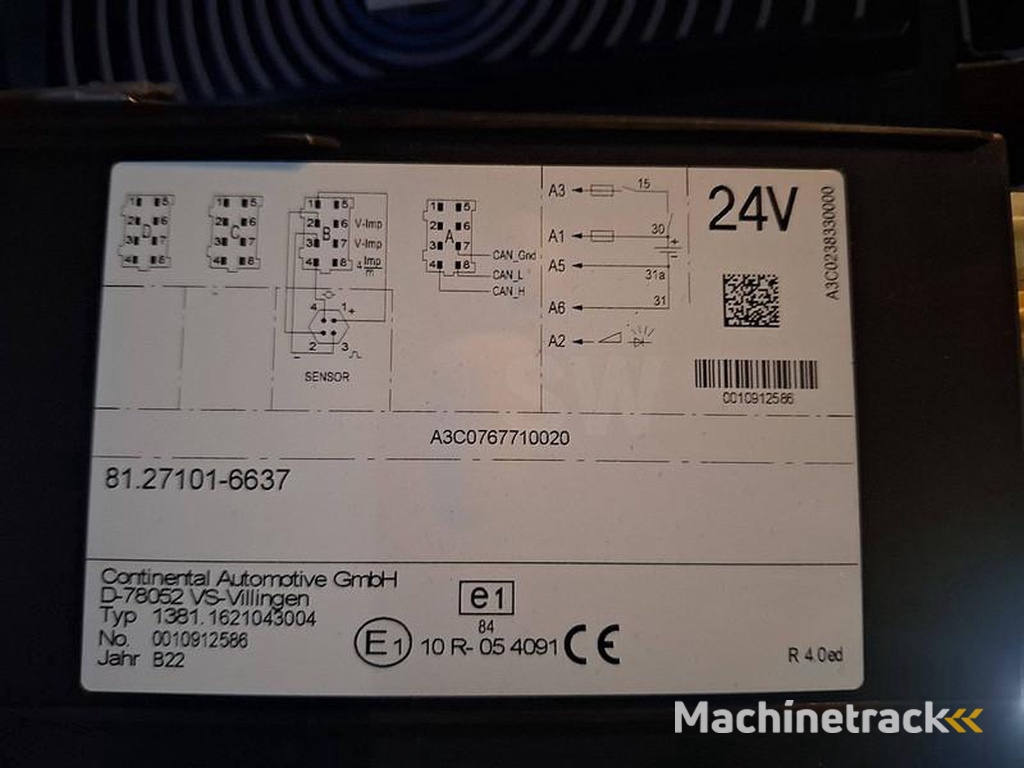 1 5
2 6
3 7
4 8
D
1 5
2 6
3 7
4 8
C
1 5
2 6 V-Imp
3 7 V-Imp
4 8 4 Imp/m
B
1 5
2 6
3 7
4 8
A
CAN_Gnd
CAN_L
CAN_H
4 1 +
2 3
-
SENSOR
A3 15
A1 30 +
-
A5 31a
A6 31
A2
24V
A3C0238330000
0010912586
A3C0767710020
81.27101-6637
Continental Automotive GmbH
D-78052 VS-Villingen
Typ 1381.1621043004
No. 0010912586
Jahr B22
e1
84
E1 10 R- 05 4091 CE
R 4.0ed
Machinetrack